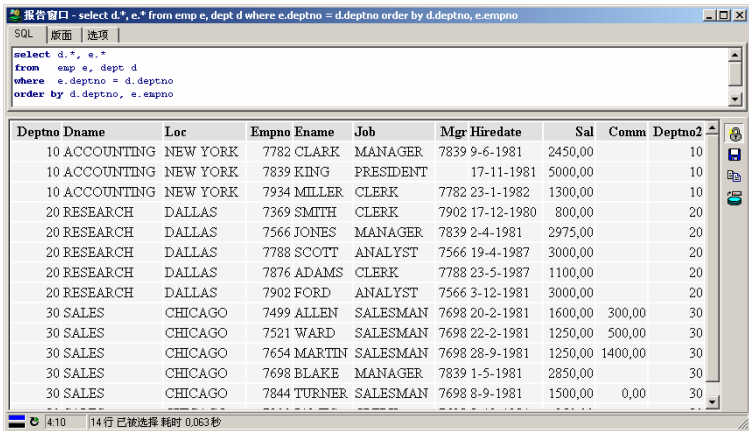 报告窗口 - select d.*, e.* from emp e, dept d where e.deptno = d.deptno order by d.deptno, e.empno
SQL 版面 选项
select d.*, e.*
from emp e, dept d
where e.deptno = d.deptno
order by d.deptno, e.empno
Deptno Dname Loc Empno Ename Job Mgr Hiredate Sal Comm Deptno2
10 ACCOUNTING NEW YORK 7782 CLARK MANAGER 7839 9-6-1981 2450,00 10
10 ACCOUNTING NEW YORK 7839 KING PRESIDENT 17-11-1981 5000,00 10
10 ACCOUNTING NEW YORK 7934 MILLER CLERK 7782 23-1-1982 1300,00 10
20 RESEARCH DALLAS 7369 SMITH CLERK 7902 17-12-1980 800,00 20
20 RESEARCH DALLAS 7566 JONES MANAGER 7839 2-4-1981 2975,00 20
20 RESEARCH DALLAS 7788 SCOTT ANALYST 7566 19-4-1987 3000,00 20
20 RESEARCH DALLAS 7876 ADAMS CLERK 7788 23-5-1987 1100,00 20
20 RESEARCH DALLAS 7902 FORD ANALYST 7566 3-12-1981 3000,00 20
30 SALES CHICAGO 7499 ALLEN SALESMAN 7698 20-2-1981 1600,00 300,00 30
30 SALES CHICAGO 7521 WARD SALESMAN 7698 22-2-1981 1250,00 500,00 30
30 SALES CHICAGO 7654 MARTIN SALESMAN 7698 28-9-1981 1250,00 1400,00 30
30 SALES CHICAGO 7698 BLAKE MANAGER 7839 1-5-1981 2850,00 30
30 SALES CHICAGO 7844 TURNER SALESMAN 7698 8-9-1981 1500,00 0,00 30
4:10 14 行 已被选择 耗时 0,063 秒